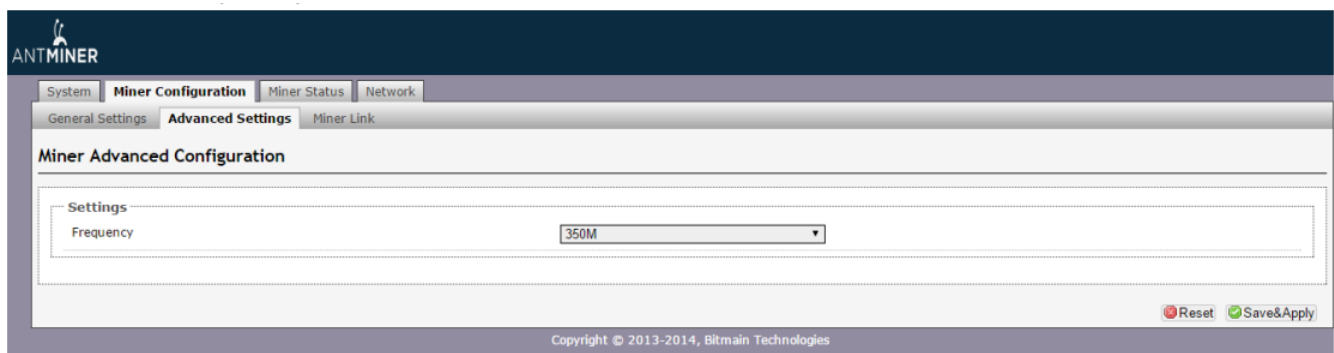 ANTMINER
System Miner Configuration Miner Status Network
General Settings Advanced Settings Miner Link
Miner Advanced Configuration
Settings
Frequency 350M
Reset Save&Apply
Copyright © 2013-2014, Bitmain Technologies